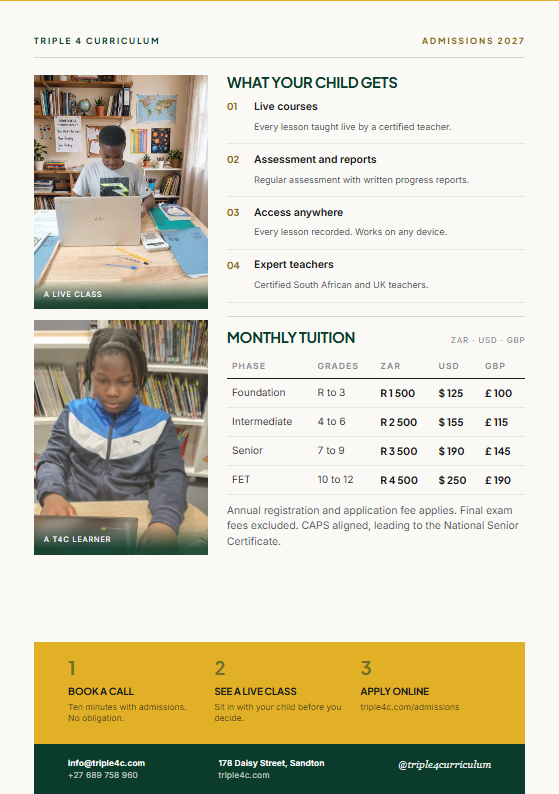 TRIPLE 4 CURRICULUM
ADMISSIONS 2027
A LIVE CLASS
A T4C LEARNER
WHAT YOUR CHILD GETS
01 Live courses
Every lesson taught live by a certified teacher.
02 Assessment and reports
Regular assessment with written progress reports.
03 Access anywhere
Every lesson recorded. Works on any device.
04 Expert teachers
Certified South African and UK teachers.
MONTHLY TUITION ZAR · USD · GBP
PHASE GRADES ZAR USD GBP
Foundation R to 3 R 1 500 $ 125 £ 100
Intermediate 4 to 6 R 2 500 $ 155 £ 115
Senior 7 to 9 R 3 500 $ 190 £ 145
FET 10 to 12 R 4 500 $ 250 £ 190
Annual registration and application fee applies. Final exam
fees excluded. CAPS aligned, leading to the National Senior
Certificate.
1
BOOK A CALL
Ten minutes with admissions.
No obligation.
2
SEE A LIVE CLASS
Sit in with your child before you
decide.
3
APPLY ONLINE
triple4c.com/admissions
info@triple4c.com
+27 689 758 960
178 Daisy Street, Sandton
triple4c.com
@triple4curriculum